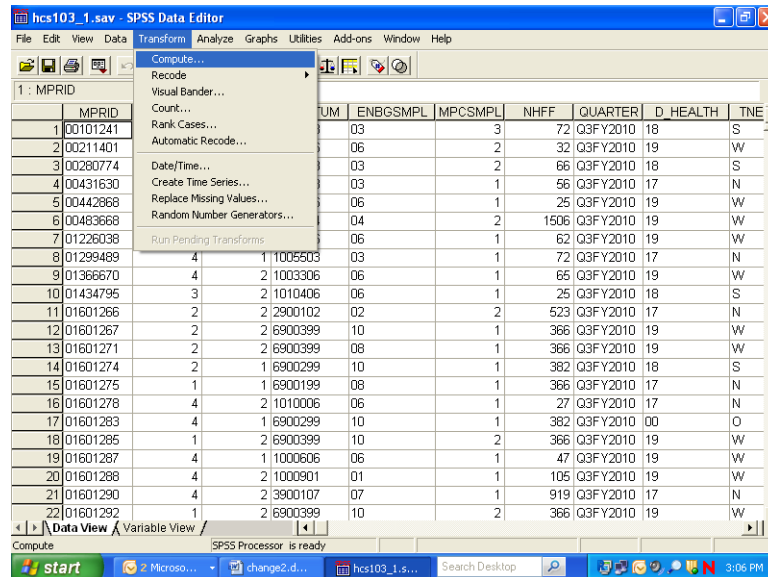 hcs103_1.sav - SPSS Data Editor
File Edit View Data Transform Analyze Graphs Utilities Add-ons Window Help
Compute...
Recode
Visual Bander...
Count...
Rank Cases...
Automatic Recode...
Date/Time...
Create Time Series...
Replace Missing Values...
Random Number Generators...
Run Pending Transforms
1 : MPRID
MPRID ENBGSMPL MPCSMPL NHFF QUARTER D_HEALTH
1 00101241 03 3 72 Q3FY2010 18 S
2 00211401 06 2 32 Q3FY2010 19 W
3 00280774 03 2 66 Q3FY2010 18 S
4 00431630 03 1 56 Q3FY2010 17 N
5 00442868 06 1 25 Q3FY2010 19 W
6 00483668 04 2 1506 Q3FY2010 19 W
7 01226038 06 1 62 Q3FY2010 19 W
8 01299489 4 1 1005503 03 1 72 Q3FY2010 17 N
9 01366670 4 2 1003306 06 1 65 Q3FY2010 19 W
10 01434795 3 2 1010406 06 1 25 Q3FY2010 18 S
11 01601266 2 2 2900102 02 2 523 Q3FY2010 17 N
12 01601267 2 2 6900399 10 1 366 Q3FY2010 19 W
13 01601271 2 2 6900399 08 1 366 Q3FY2010 19 W
14 01601274 2 1 6900299 10 1 382 Q3FY2010 18 S
15 01601275 1 1 6900199 08 1 366 Q3FY2010 17 N
16 01601278 4 2 1010006 06 1 27 Q3FY2010 17 N
17 01601283 4 1 6900299 10 1 382 Q3FY2010 00 O
18 01601285 1 2 6900399 10 2 366 Q3FY2010 19 W
19 01601287 4 1 1000606 06 1 47 Q3FY2010 19 W
20 01601288 4 2 1000901 01 1 105 Q3FY2010 19 W
21 01601290 4 2 3900107 07 1 919 Q3FY2010 17 N
22 01601292 1 2 6900399 10 2 366 Q3FY2010 19 W
Data View Variable View
Compute SPSS Processor is ready
start 2 Microso... change2.d... hcs103_1.s... Search Desktop 3:06 PM